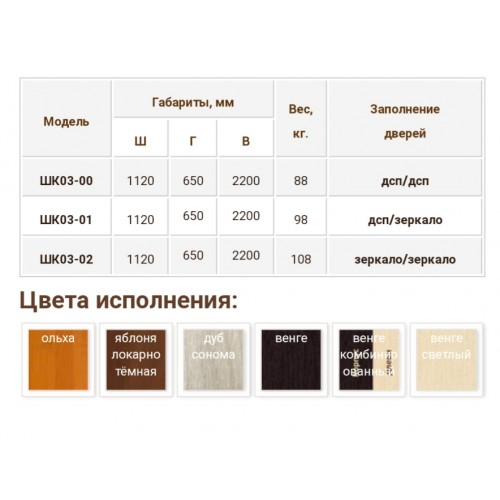 Модель Габариты, мм Вес, кг. Заполнение дверей
Ш Г В
ШК03-00 1120 650 2200 88 дсп/дсп
ШК03-01 1120 650 2200 98 дсп/зеркало
ШК03-02 1120 650 2200 108 зеркало/зеркало
Цвета исполнения:
ольха
яблоня
локарно
тёмная
дуб
сонома
венге
венге
комбинир
ованный
венге
светлый